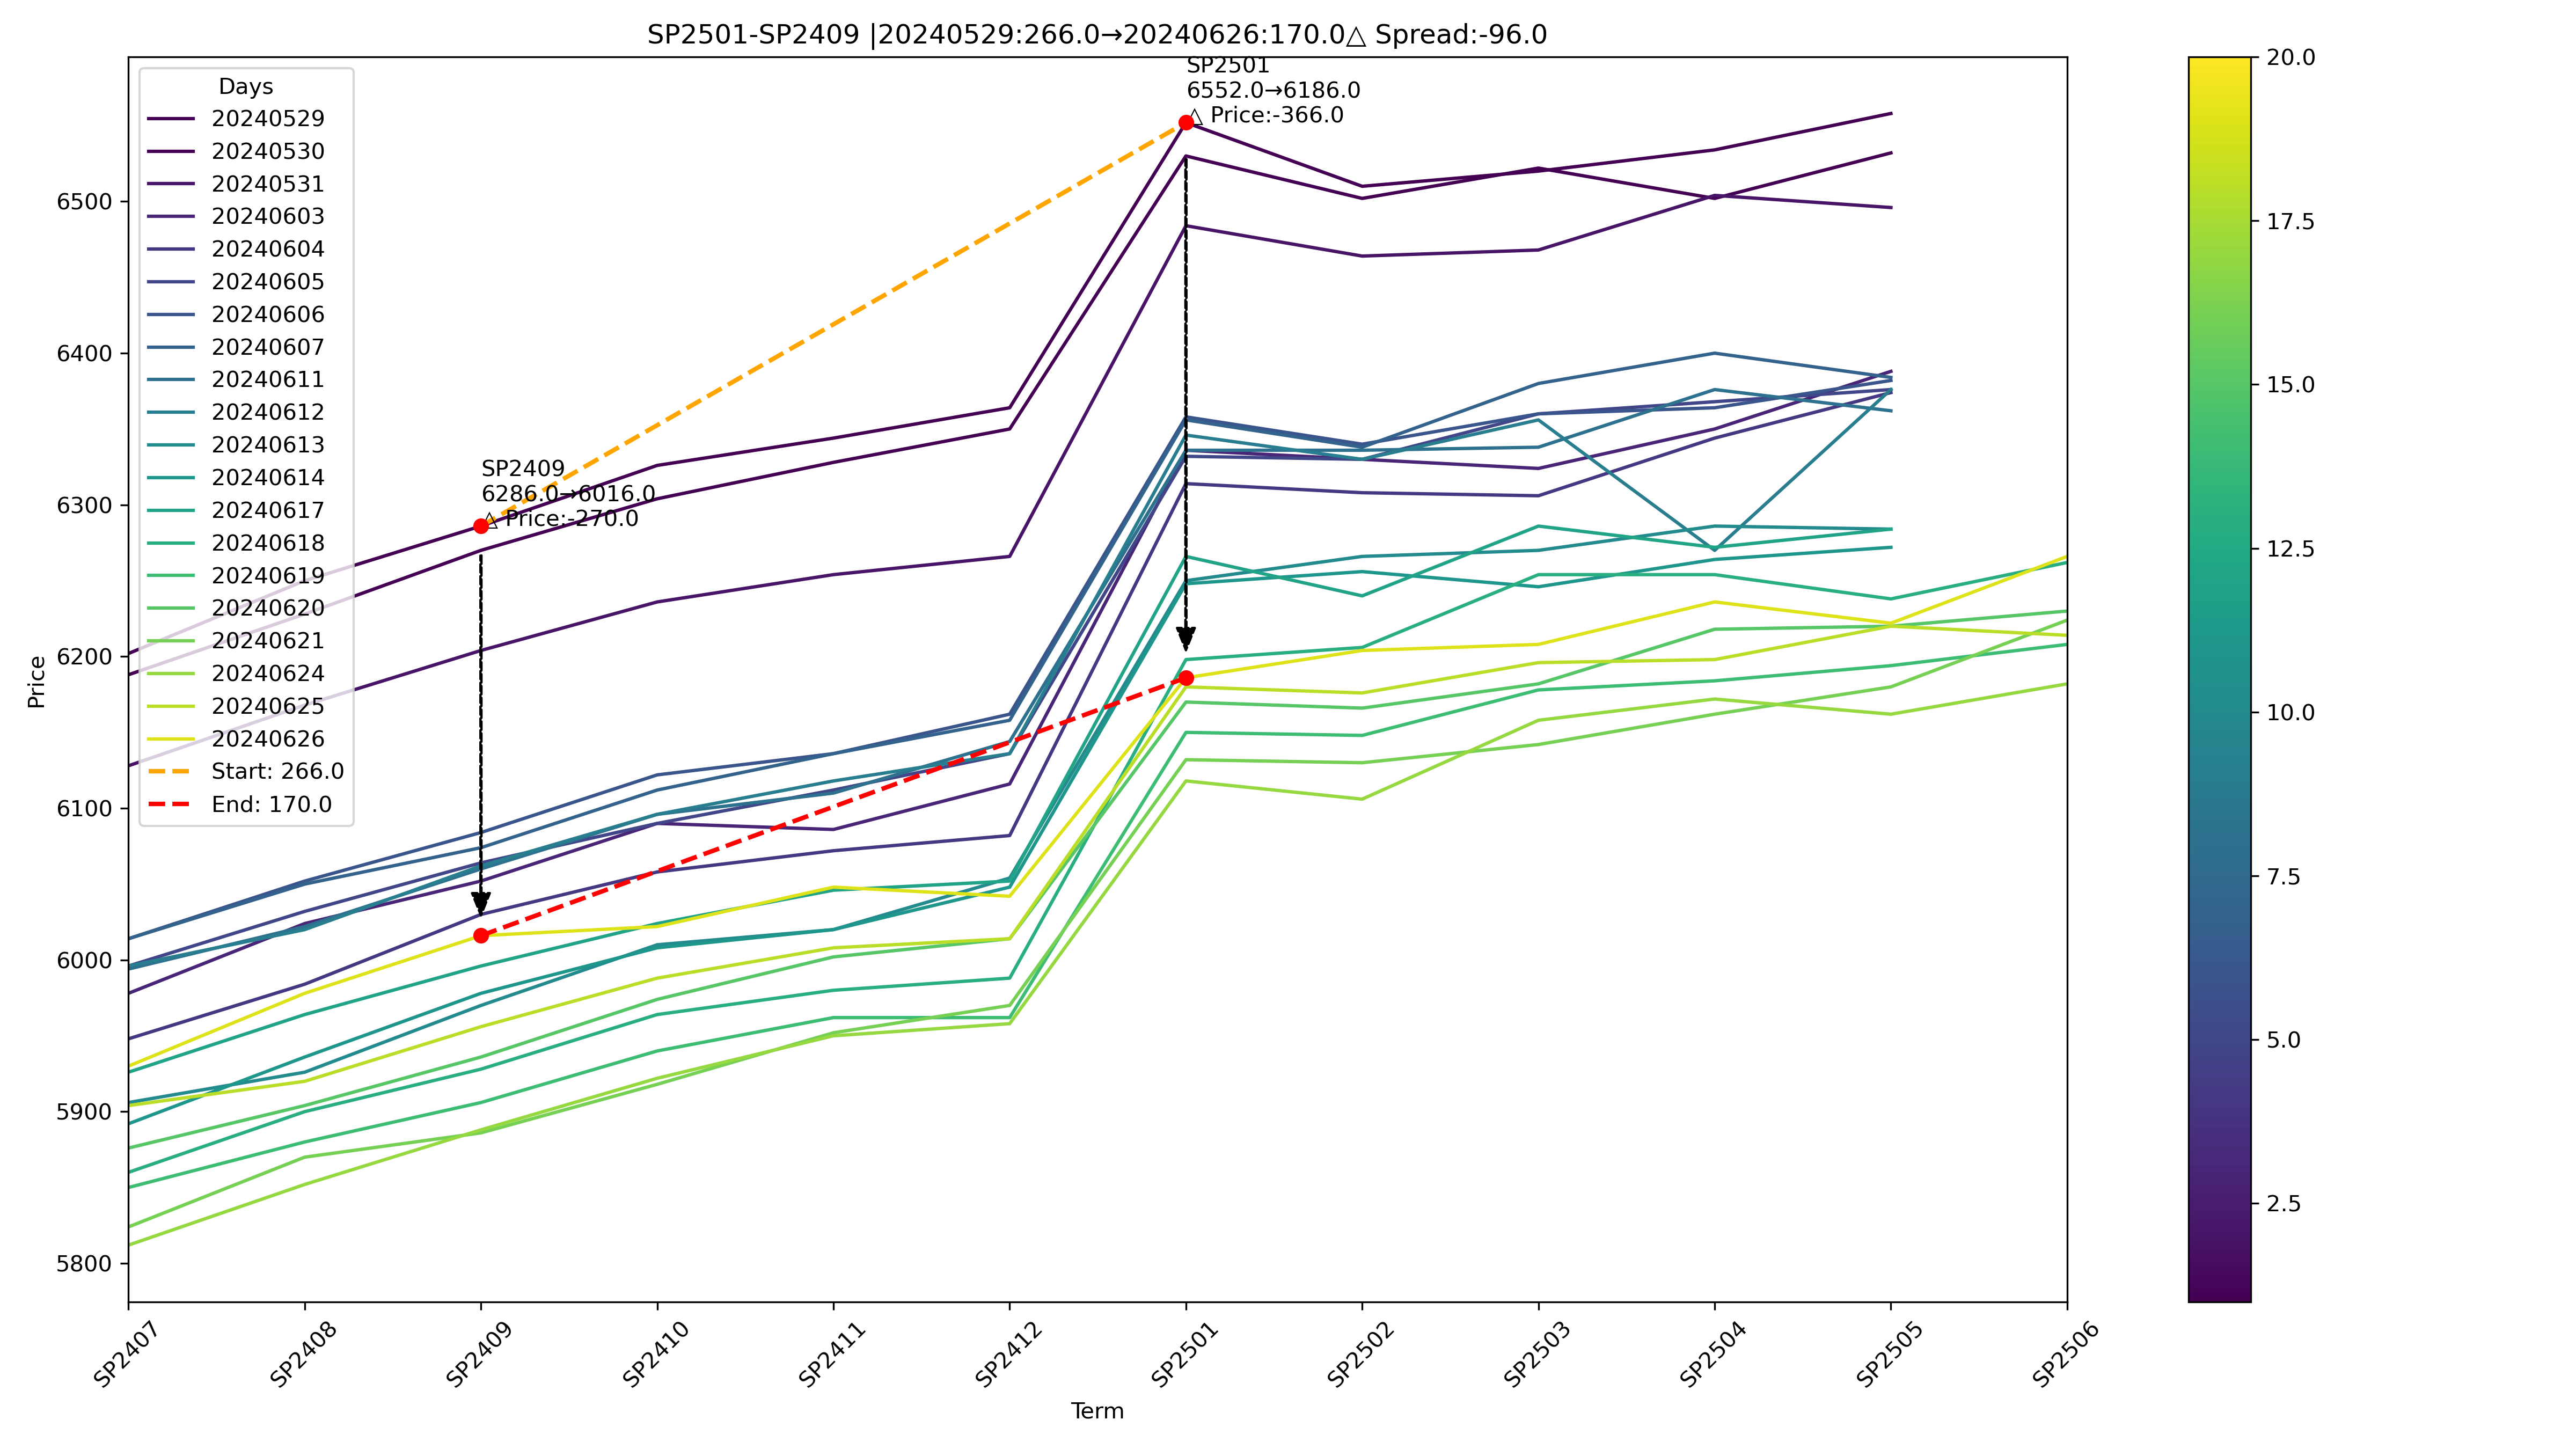 SP2501-SP2409 |20240529:266.0→20240626:170.0△ Spread:-96.0
Days
20240529
20240530
20240531
20240603
20240604
20240605
20240606
20240607
20240611
20240612
20240613
20240614
20240617
20240618
20240619
20240620
20240621
20240624
20240625
20240626
Start: 266.0
End: 170.0
SP2501
6552.0→6186.0
△ Price:-366.0
SP2409
6286.0→6016.0
△ Price:-270.0
Price
6500
6400
6300
6200
6100
6000
5900
5800
SP2407
SP2408
SP2409
SP2410
SP2411
SP2412
SP2501
SP2502
SP2503
SP2504
SP2505
SP2506
Term
20.0
17.5
15.0
12.5
10.0
7.5
5.0
2.5